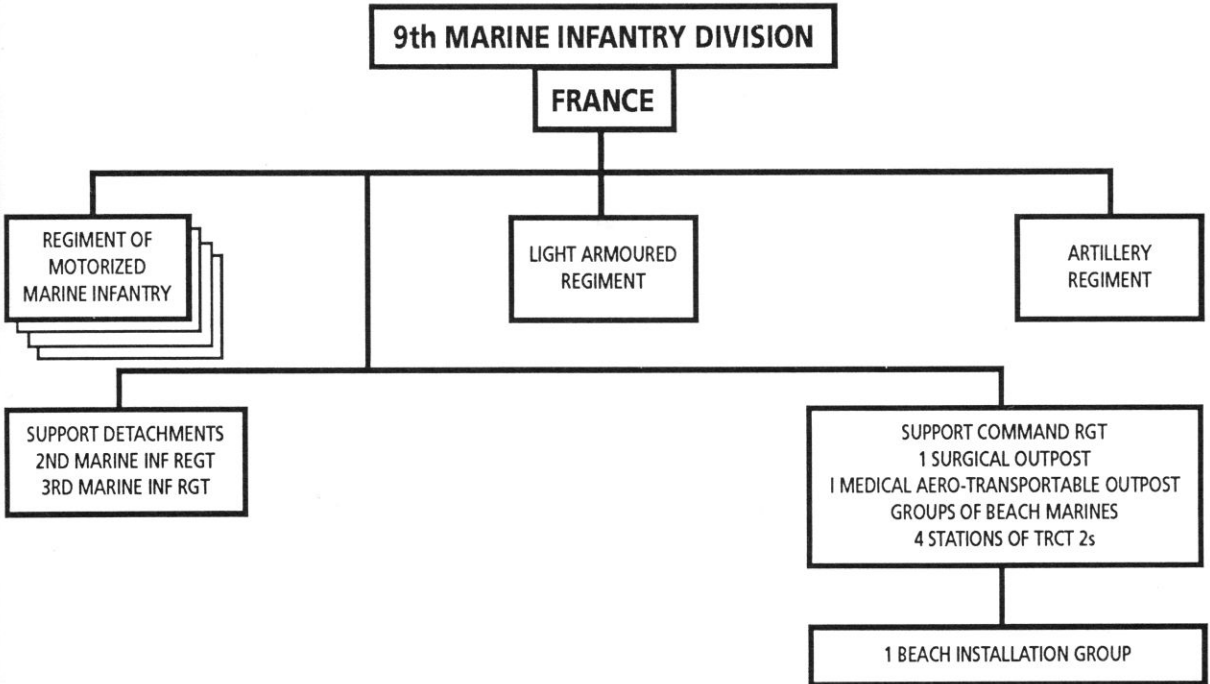 9th MARINE INFANTRY DIVISION
FRANCE
REGIMENT OF
MOTORIZED
MARINE INFANTRY
LIGHT ARMOURED
REGIMENT
ARTILLERY
REGIMENT
SUPPORT DETACHMENTS
2ND MARINE INF REGT
3RD MARINE INF RGT
SUPPORT COMMAND RGT
1 SURGICAL OUTPOST
I MEDICAL AERO-TRANSPORTABLE OUTPOST
GROUPS OF BEACH MARINES
4 STATIONS OF TRCT 2s
1 BEACH INSTALLATION GROUP